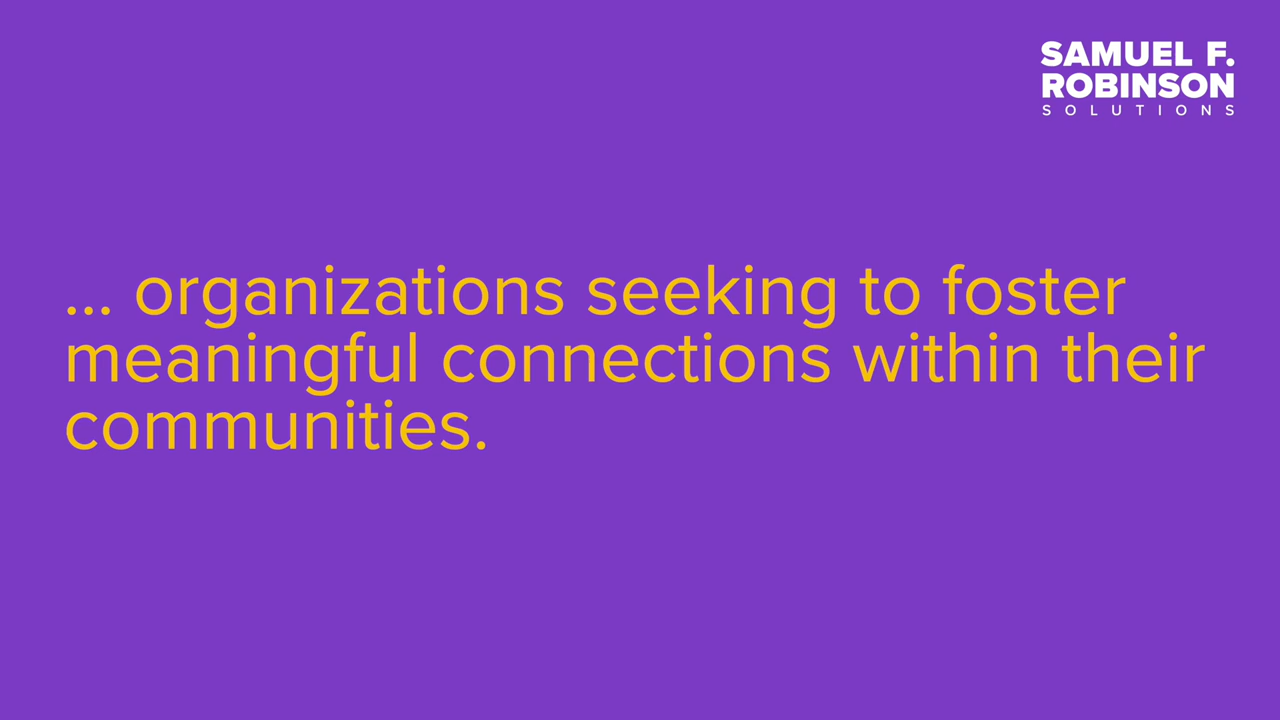 SAMUEL F.
ROBINSON
SOLUTIONS
... organizations seeking to foster
meaningful connections within their
communities.